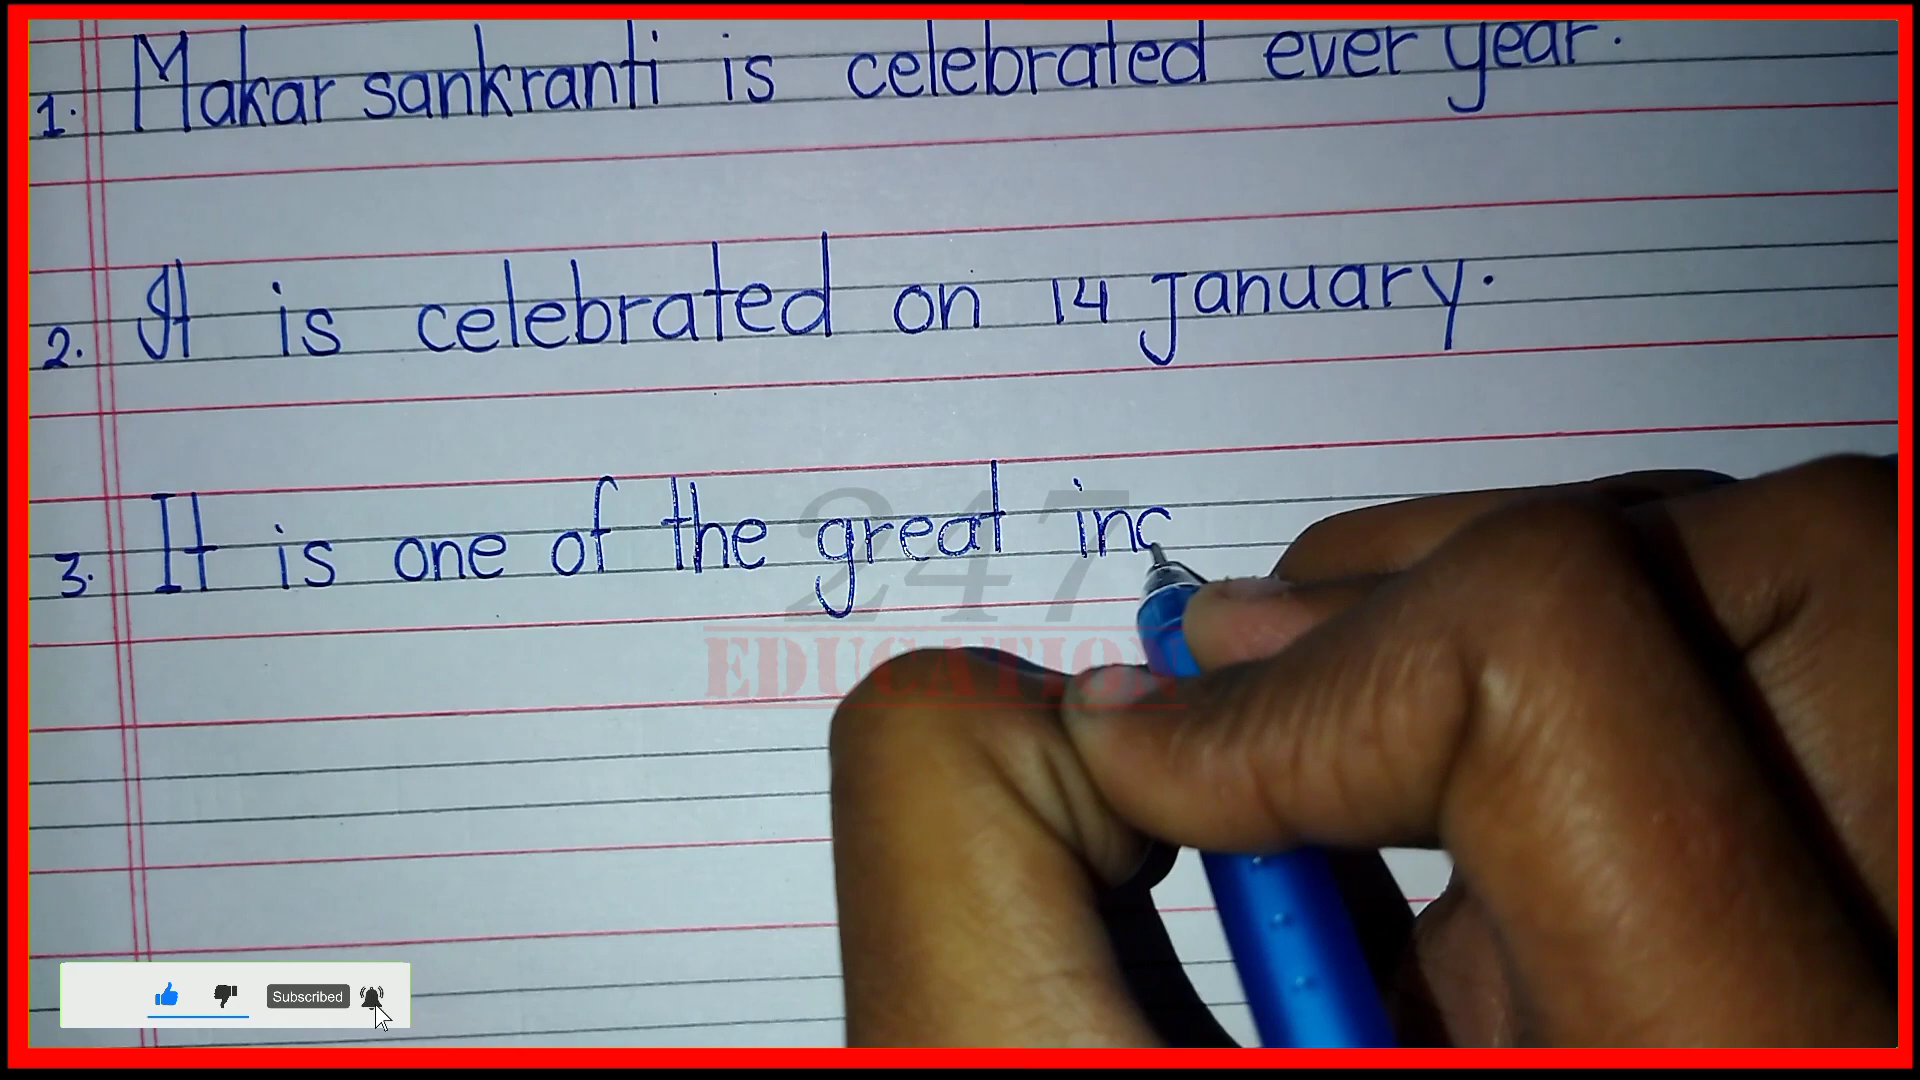 1. Makar sankranti is celebrated ever year.
2. It is celebrated on 14 January.
3. It is one of the great inc
247
EDUCATION
Subscribed